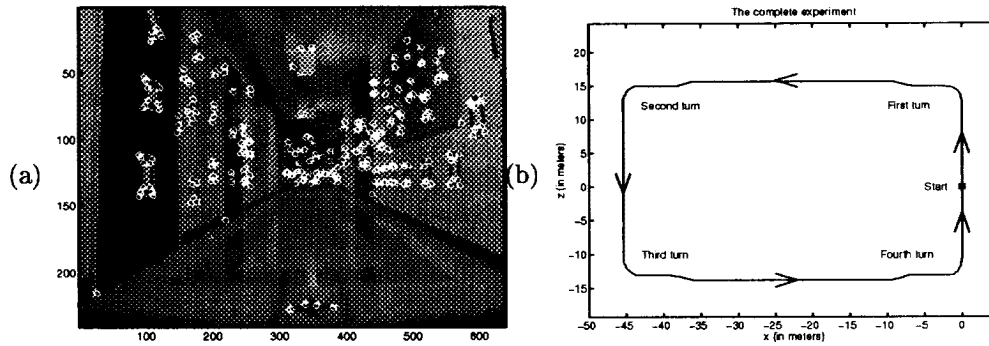 (a)
50
100
150
200
100 200 300 400 500 600
(b)
The complete experiment
z (in meters)
20
15
10
5
0
-5
-10
-15
Second turn
First turn
Start
Third turn
Fourth turn
-50 -45 -40 -35 -30 -25 -20 -15 -10 -5 0
x (in meters)